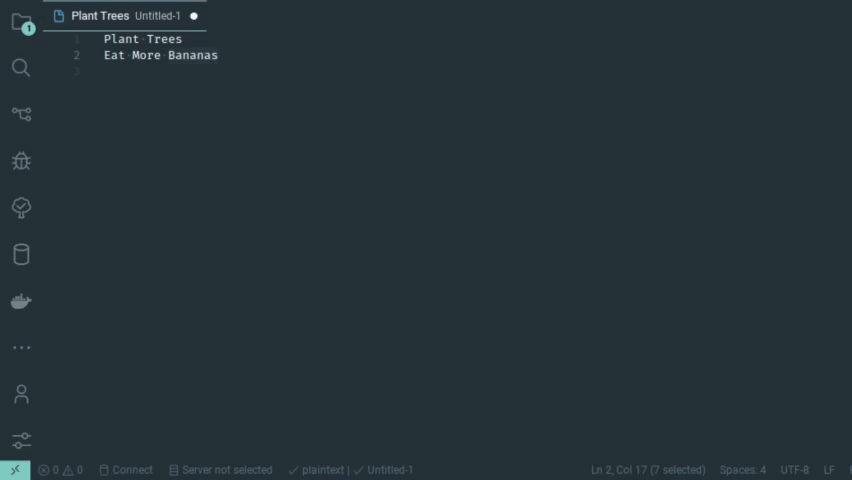 Plant Trees Untitled-1
1
1 Plant Trees
2 Eat More Bananas
3
0 0 Connect Server not selected plaintext | Untitled-1 Ln 2, Col 17 (7 selected) Spaces: 4 UTF-8 LF